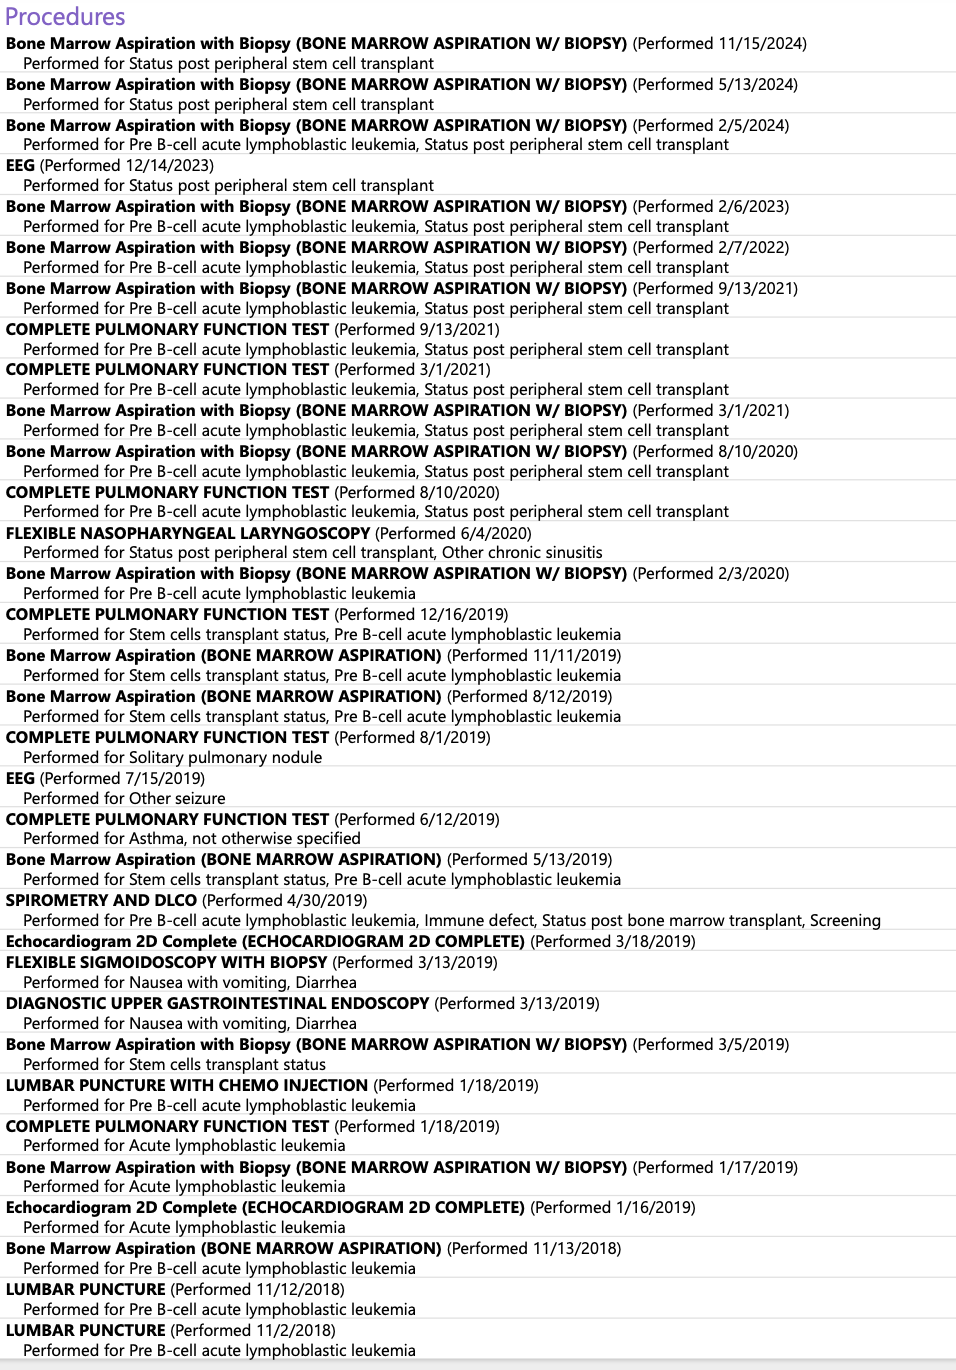 Procedures
Bone Marrow Aspiration with Biopsy (BONE MARROW ASPIRATION W/ BIOPSY) (Performed 11/15/2024)
Performed for Status post peripheral stem cell transplant
Bone Marrow Aspiration with Biopsy (BONE MARROW ASPIRATION W/ BIOPSY) (Performed 5/13/2024)
Performed for Status post peripheral stem cell transplant
Bone Marrow Aspiration with Biopsy (BONE MARROW ASPIRATION W/ BIOPSY) (Performed 2/5/2024)
Performed for Pre B-cell acute lymphoblastic leukemia, Status post peripheral stem cell transplant
EEG (Performed 12/14/2023)
Performed for Status post peripheral stem cell transplant
Bone Marrow Aspiration with Biopsy (BONE MARROW ASPIRATION W/ BIOPSY) (Performed 2/6/2023)
Performed for Pre B-cell acute lymphoblastic leukemia, Status post peripheral stem cell transplant
Bone Marrow Aspiration with Biopsy (BONE MARROW ASPIRATION W/ BIOPSY) (Performed 2/7/2022)
Performed for Pre B-cell acute lymphoblastic leukemia, Status post peripheral stem cell transplant
Bone Marrow Aspiration with Biopsy (BONE MARROW ASPIRATION W/ BIOPSY) (Performed 9/13/2021)
Performed for Pre B-cell acute lymphoblastic leukemia, Status post peripheral stem cell transplant
COMPLETE PULMONARY FUNCTION TEST (Performed 9/13/2021)
Performed for Pre B-cell acute lymphoblastic leukemia, Status post peripheral stem cell transplant
COMPLETE PULMONARY FUNCTION TEST (Performed 3/1/2021)
Performed for Pre B-cell acute lymphoblastic leukemia, Status post peripheral stem cell transplant
Bone Marrow Aspiration with Biopsy (BONE MARROW ASPIRATION W/ BIOPSY) (Performed 3/1/2021)
Performed for Pre B-cell acute lymphoblastic leukemia, Status post peripheral stem cell transplant
Bone Marrow Aspiration with Biopsy (BONE MARROW ASPIRATION W/ BIOPSY) (Performed 8/10/2020)
Performed for Pre B-cell acute lymphoblastic leukemia, Status post peripheral stem cell transplant
COMPLETE PULMONARY FUNCTION TEST (Performed 8/10/2020)
Performed for Pre B-cell acute lymphoblastic leukemia, Status post peripheral stem cell transplant
FLEXIBLE NASOPHARYNGEAL LARYNGOSCOPY (Performed 6/4/2020)
Performed for Status post peripheral stem cell transplant, Other chronic sinusitis
Bone Marrow Aspiration with Biopsy (BONE MARROW ASPIRATION W/ BIOPSY) (Performed 2/3/2020)
Performed for Pre B-cell acute lymphoblastic leukemia
COMPLETE PULMONARY FUNCTION TEST (Performed 12/16/2019)
Performed for Stem cells transplant status, Pre B-cell acute lymphoblastic leukemia
Bone Marrow Aspiration (BONE MARROW ASPIRATION) (Performed 11/11/2019)
Performed for Stem cells transplant status, Pre B-cell acute lymphoblastic leukemia
Bone Marrow Aspiration (BONE MARROW ASPIRATION) (Performed 8/12/2019)
Performed for Stem cells transplant status, Pre B-cell acute lymphoblastic leukemia
COMPLETE PULMONARY FUNCTION TEST (Performed 8/1/2019)
Performed for Solitary pulmonary nodule
EEG (Performed 7/15/2019)
Performed for Other seizure
COMPLETE PULMONARY FUNCTION TEST (Performed 6/12/2019)
Performed for Asthma, not otherwise specified
Bone Marrow Aspiration (BONE MARROW ASPIRATION) (Performed 5/13/2019)
Performed for Stem cells transplant status, Pre B-cell acute lymphoblastic leukemia
SPIROMETRY AND DLCO (Performed 4/30/2019)
Performed for Pre B-cell acute lymphoblastic leukemia, Immune defect, Status post bone marrow transplant, Screening
Echocardiogram 2D Complete (ECHOCARDIOGRAM 2D COMPLETE) (Performed 3/18/2019)
FLEXIBLE SIGMOIDOSCOPY WITH BIOPSY (Performed 3/13/2019)
Performed for Nausea with vomiting, Diarrhea
DIAGNOSTIC UPPER GASTROINTESTINAL ENDOSCOPY (Performed 3/13/2019)
Performed for Nausea with vomiting, Diarrhea
Bone Marrow Aspiration with Biopsy (BONE MARROW ASPIRATION W/ BIOPSY) (Performed 3/5/2019)
Performed for Stem cells transplant status
LUMBAR PUNCTURE WITH CHEMO INJECTION (Performed 1/18/2019)
Performed for Pre B-cell acute lymphoblastic leukemia
COMPLETE PULMONARY FUNCTION TEST (Performed 1/18/2019)
Performed for Acute lymphoblastic leukemia
Bone Marrow Aspiration with Biopsy (BONE MARROW ASPIRATION W/ BIOPSY) (Performed 1/17/2019)
Performed for Acute lymphoblastic leukemia
Echocardiogram 2D Complete (ECHOCARDIOGRAM 2D COMPLETE) (Performed 1/16/2019)
Performed for Acute lymphoblastic leukemia
Bone Marrow Aspiration (BONE MARROW ASPIRATION) (Performed 11/13/2018)
Performed for Pre B-cell acute lymphoblastic leukemia
LUMBAR PUNCTURE (Performed 11/12/2018)
Performed for Pre B-cell acute lymphoblastic leukemia
LUMBAR PUNCTURE (Performed 11/2/2018)
Performed for Pre B-cell acute lymphoblastic leukemia